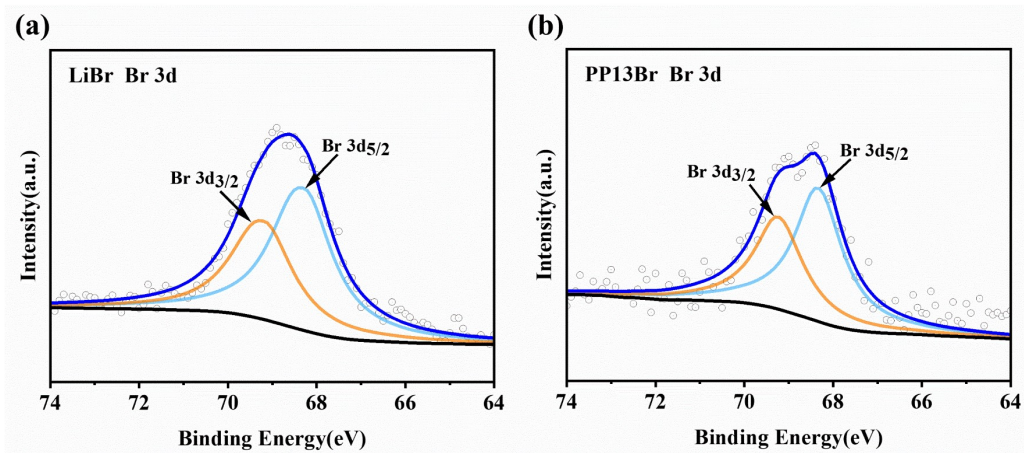 (a)
LiBr Br 3d
Br 3d5/2
Br 3d3/2
Intensity(a.u.)
74 72 70 68 66 64
Binding Energy(eV)
(b)
PP13Br Br 3d
Br 3d5/2
Br 3d3/2
Intensity(a.u.)
74 72 70 68 66 64
Binding Energy(eV)